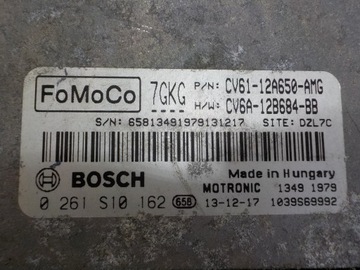 FoMoCo 7GKG P/N: CV61-12A650-AMG
H/W: CV6A-12B684-BB
S/N: 65813491979131217 SITE: DZL7C
BOSCH Made in Hungary
MOTRONIC 1349 1979
0 261 S10 162 658 13-12-17 1039S69992